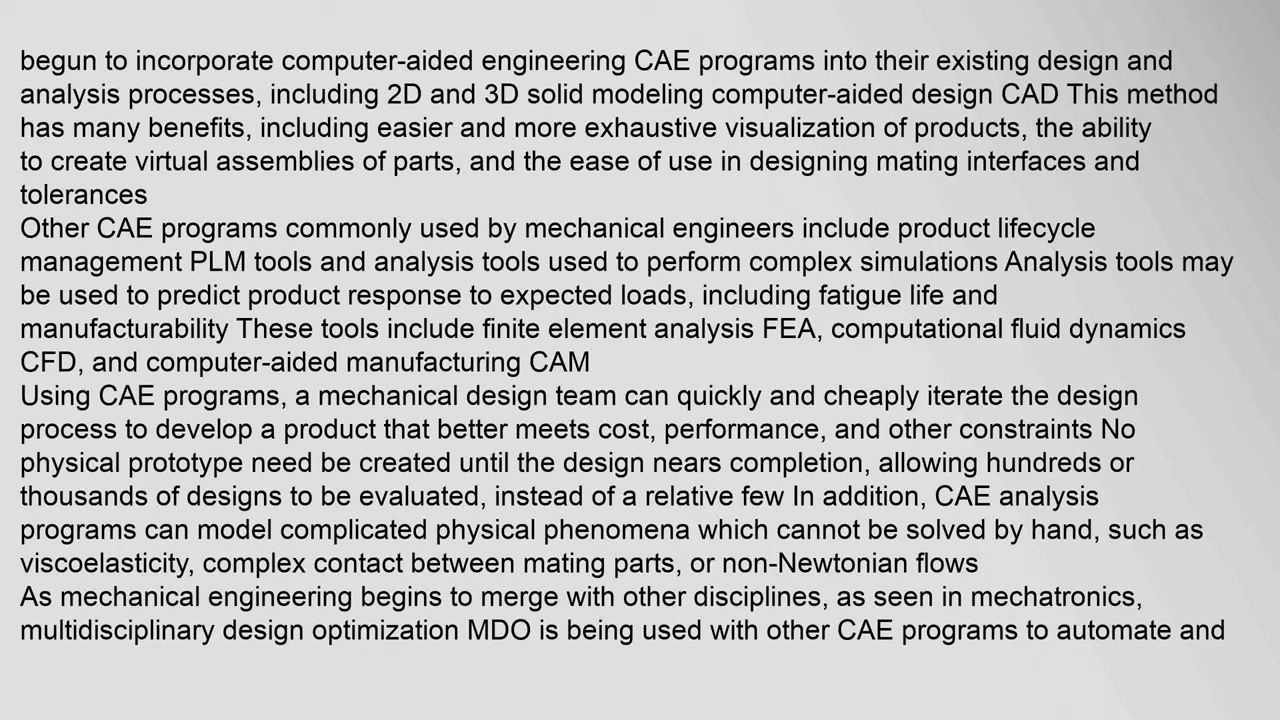 begun to incorporate computer-aided engineering CAE programs into their existing design and
analysis processes, including 2D and 3D solid modeling computer-aided design CAD This method
has many benefits, including easier and more exhaustive visualization of products, the ability
to create virtual assemblies of parts, and the ease of use in designing mating interfaces and
tolerances
Other CAE programs commonly used by mechanical engineers include product lifecycle
management PLM tools and analysis tools used to perform complex simulations Analysis tools may
be used to predict product response to expected loads, including fatigue life and
manufacturability These tools include finite element analysis FEA, computational fluid dynamics
CFD, and computer-aided manufacturing CAM
Using CAE programs, a mechanical design team can quickly and cheaply iterate the design
process to develop a product that better meets cost, performance, and other constraints No
physical prototype need be created until the design nears completion, allowing hundreds or
thousands of designs to be evaluated, instead of a relative few In addition, CAE analysis
programs can model complicated physical phenomena which cannot be solved by hand, such as
viscoelasticity, complex contact between mating parts, or non-Newtonian flows
As mechanical engineering begins to merge with other disciplines, as seen in mechatronics,
multidisciplinary design optimization MDO is being used with other CAE programs to automate and